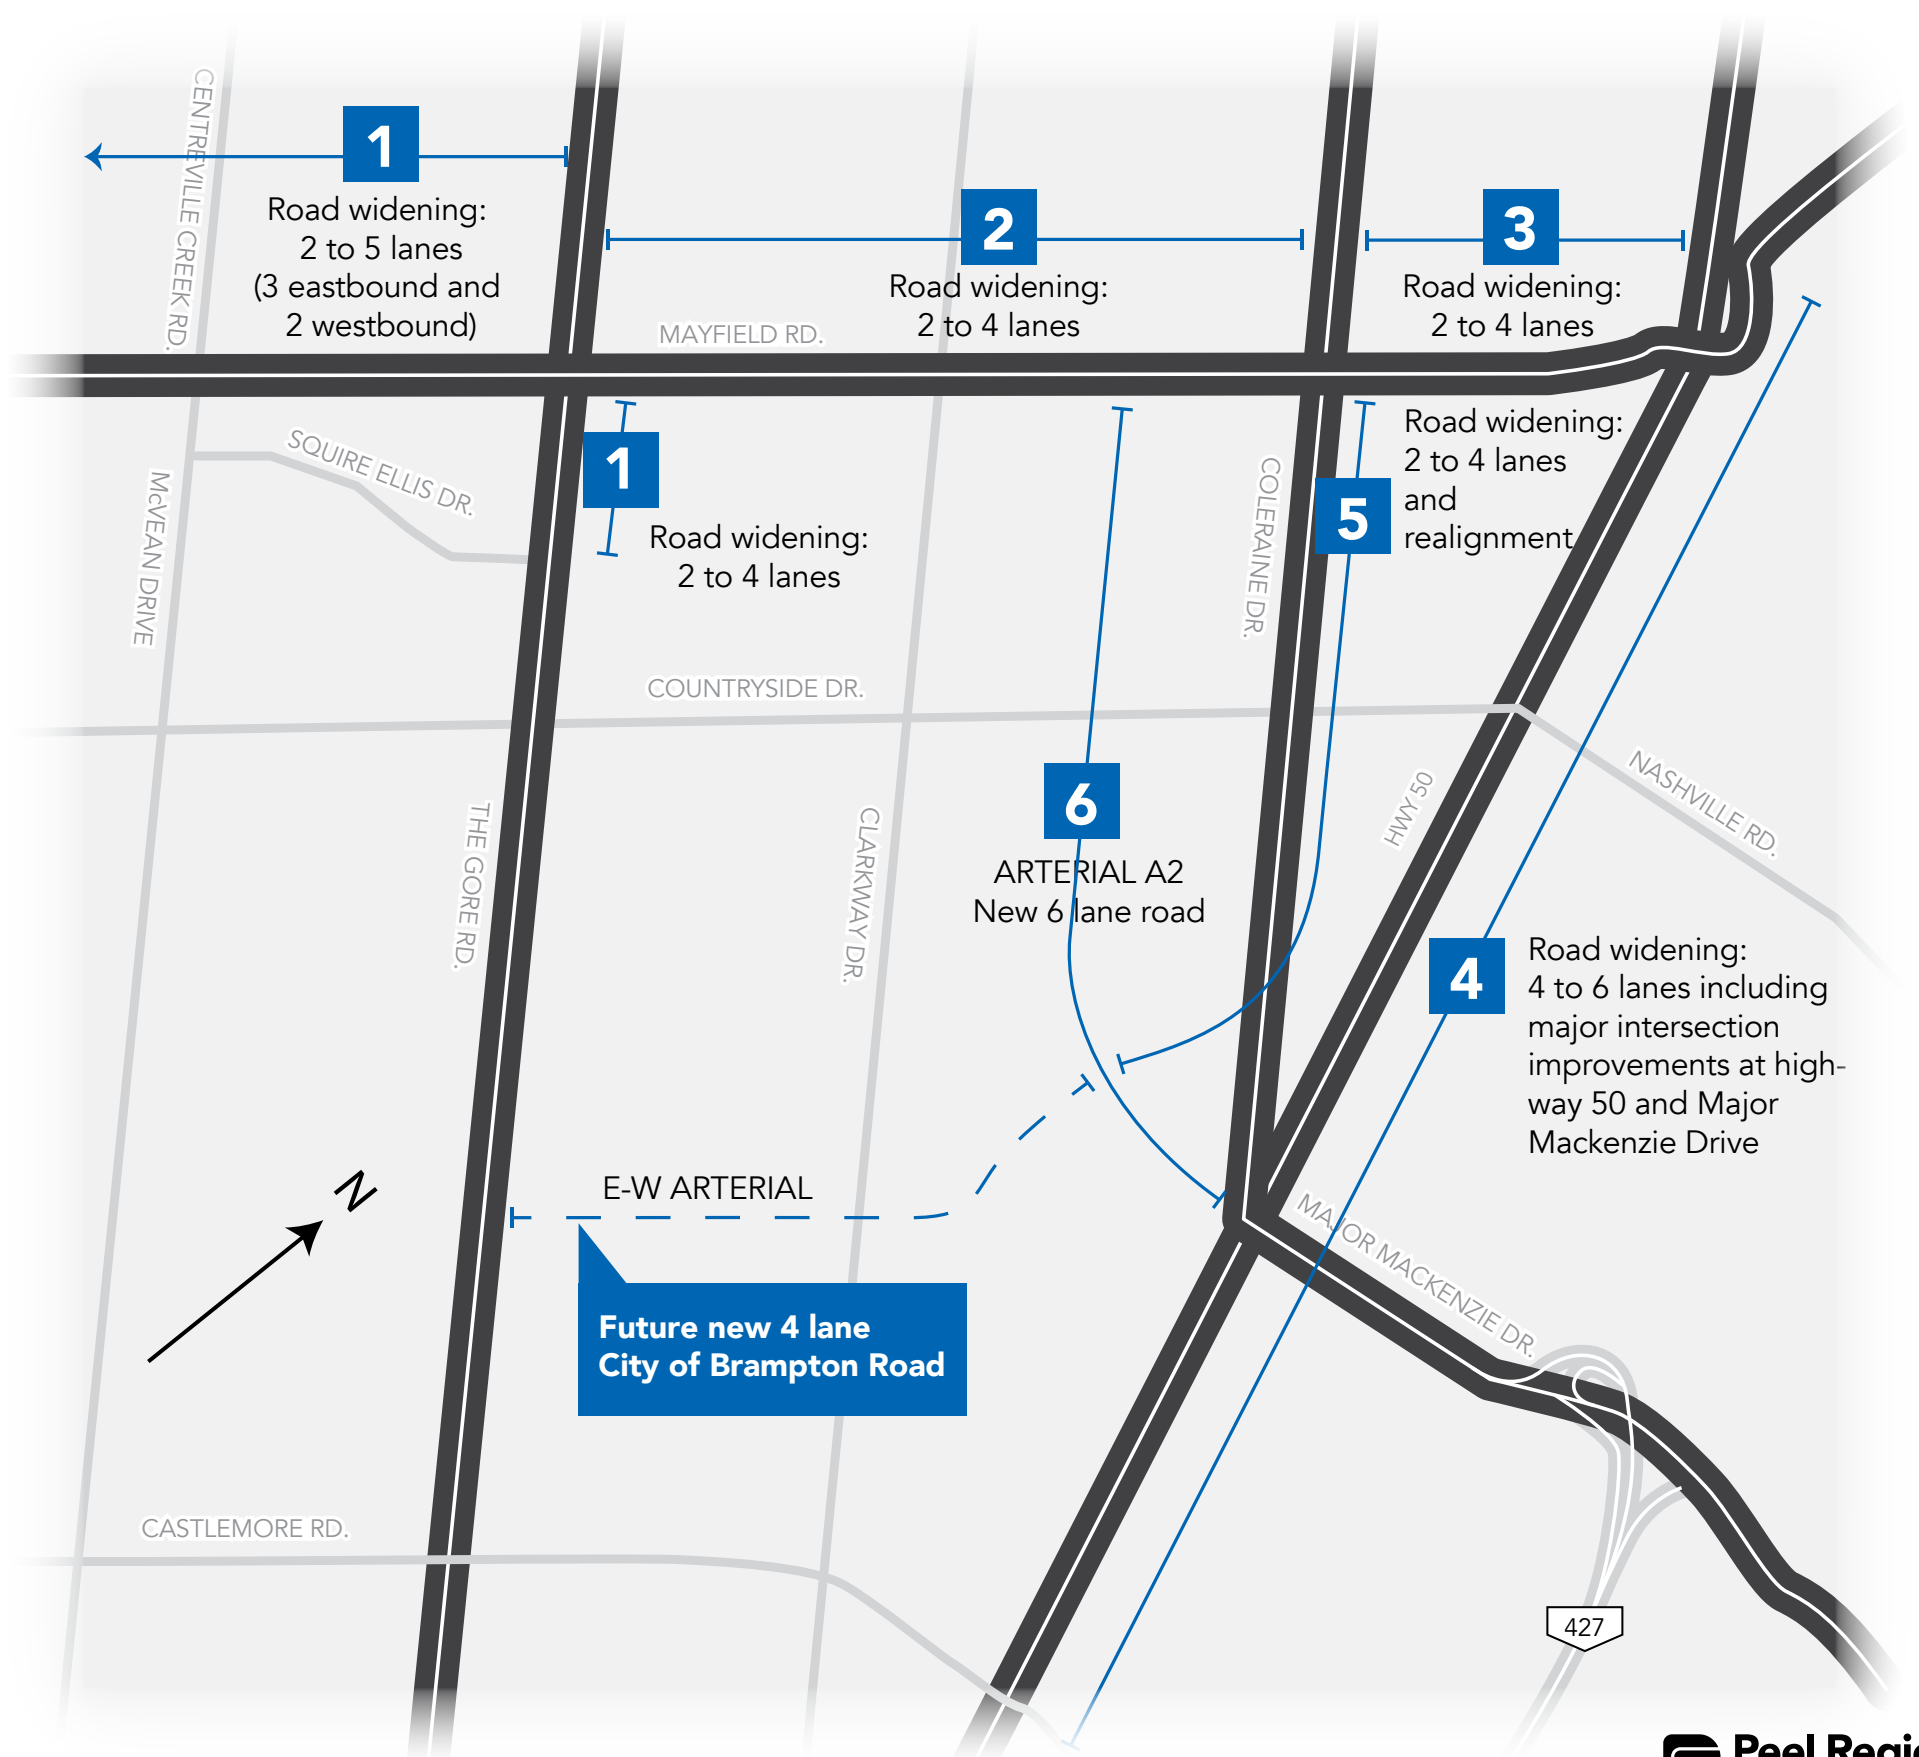 CENTREVILLE CREEK RD.
1
Road widening:
2 to 5 lanes
(3 eastbound and
2 westbound)
2
Road widening:
2 to 4 lanes
3
Road widening:
2 to 4 lanes
MAYFIELD RD.
SQUIRE ELLIS DR.
McVEAN DRIVE
1
Road widening:
2 to 4 lanes
COLERAINE DR.
5
Road widening:
2 to 4 lanes
and
realignment
COUNTRYSIDE DR.
THE GORE RD.
CLARKWAY DR.
6
ARTERIAL A2
New 6 lane road
HWY 50
NASHVILLE RD.
4
Road widening:
4 to 6 lanes including
major intersection
improvements at high-
way 50 and Major
Mackenzie Drive
N
E-W ARTERIAL
MAJOR MACKENZIE DR.
Future new 4 lane
City of Brampton Road
CASTLEMORE RD.
427
Peel